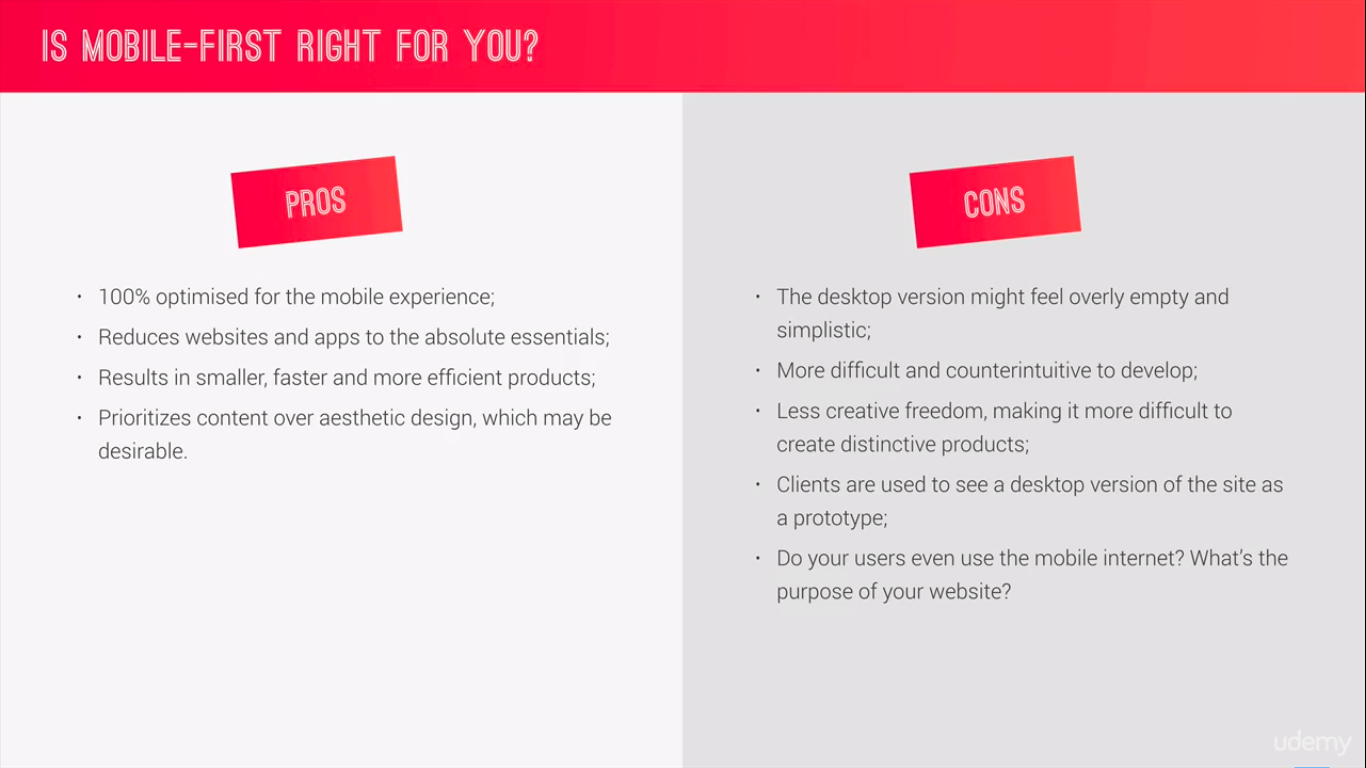 IS MOBILE-FIRST RIGHT FOR YOU?
PROS
• 100% optimised for the mobile experience;
• Reduces websites and apps to the absolute essentials;
• Results in smaller, faster and more efficient products;
• Prioritizes content over aesthetic design, which may be
desirable.
CONS
• The desktop version might feel overly empty and
simplistic;
• More difficult and counterintuitive to develop;
• Less creative freedom, making it more difficult to
create distinctive products;
• Clients are used to see a desktop version of the site as
a prototype;
• Do your users even use the mobile internet? What's the
purpose of your website?
udemy